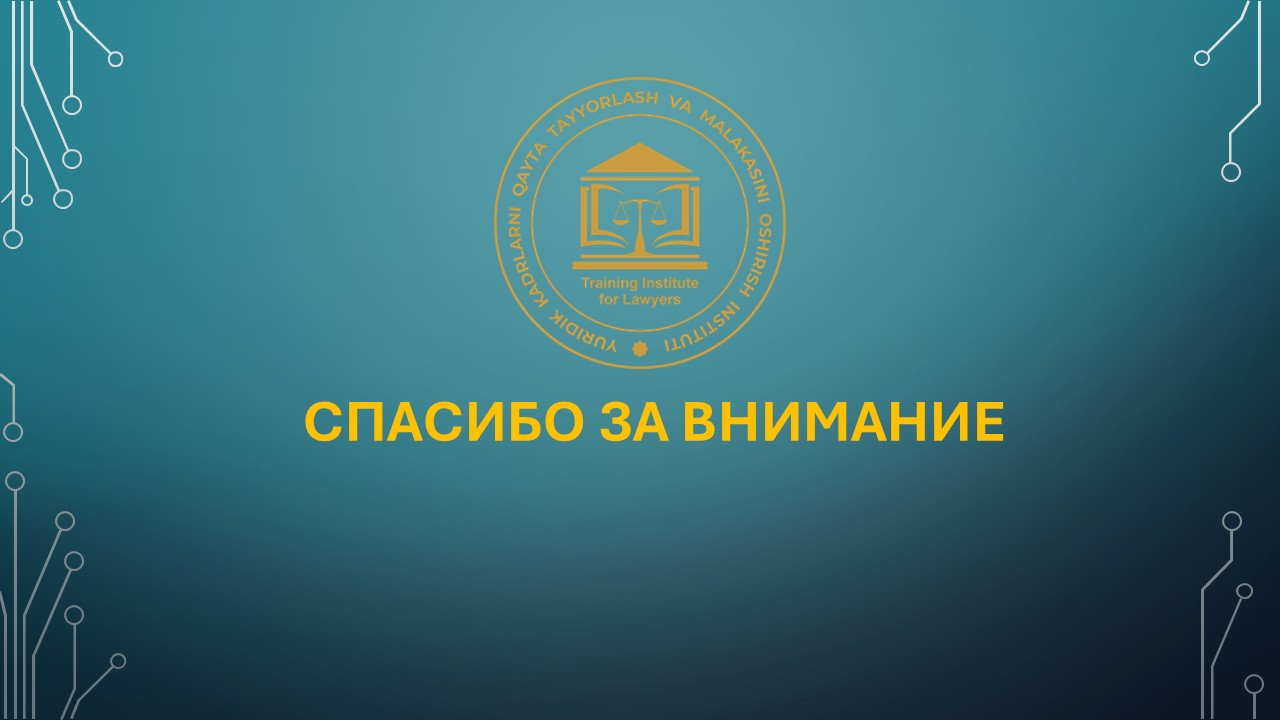 YURIDIK KADRLARNI QAYTA TAYYORLASH VA MALAKASINI OSHIRISH INSTITUTI
Training Institute
for Lawyers
СПАСИБО ЗА ВНИМАНИЕ